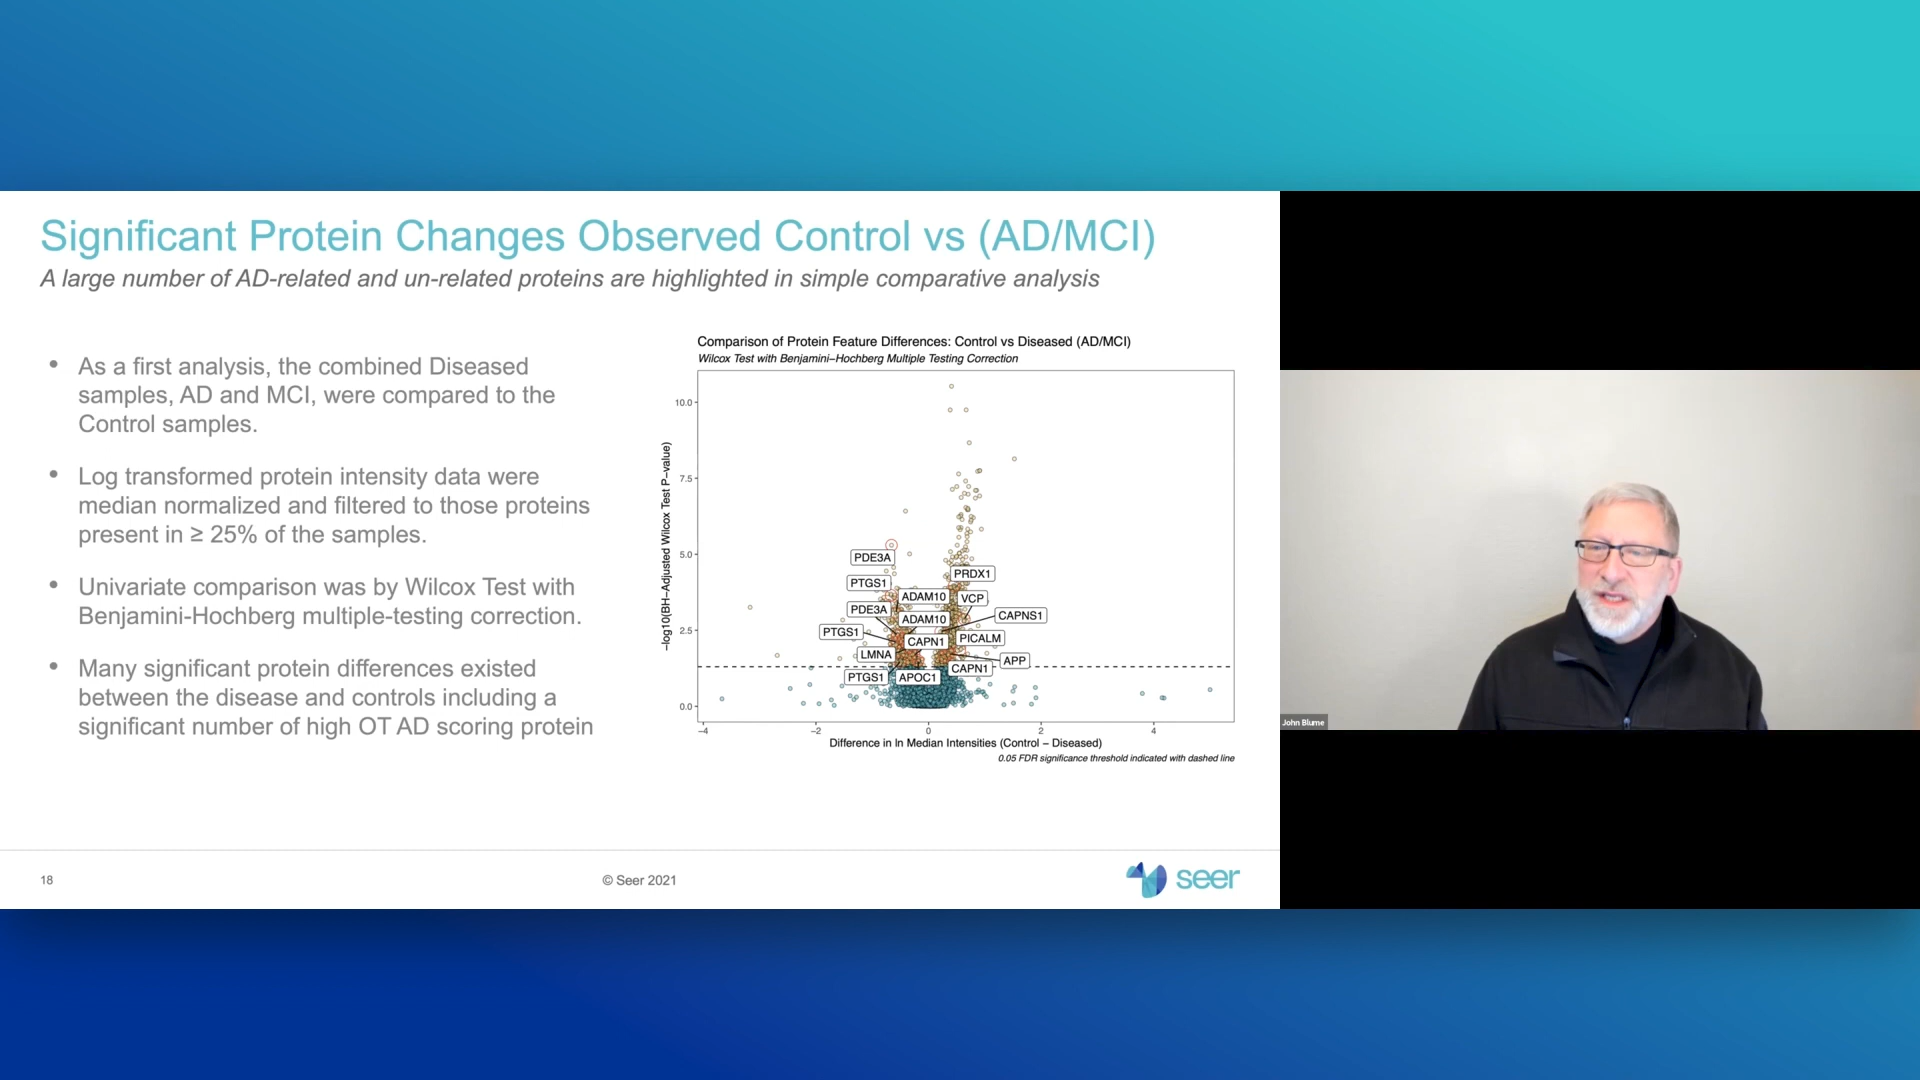 Significant Protein Changes Observed Control vs (AD/MCI)
A large number of AD-related and un-related proteins are highlighted in simple comparative analysis
• As a first analysis, the combined Diseased
samples, AD and MCI, were compared to the
Control samples.
• Log transformed protein intensity data were
median normalized and filtered to those proteins
present in ≥ 25% of the samples.
• Univariate comparison was by Wilcox Test with
Benjamini-Hochberg multiple-testing correction.
• Many significant protein differences existed
between the disease and controls including a
significant number of high OT AD scoring protein
Comparison of Protein Feature Differences: Control vs Diseased (AD/MCI)
Wilcox Test with Benjamini–Hochberg Multiple Testing Correction
−log10(BH−Adjusted Wilcox Test P−value)
10.0
7.5
5.0
2.5
0.0
PDE3A
PRDX1
PTGS1
ADAM10
VCP
PDE3A
CAPNS1
ADAM10
PTGS1
CAPN1
PICALM
LMNA
APP
CAPN1
PTGS1
APOC1
−4
−2
0
2
4
Difference in ln Median Intensities (Control − Diseased)
0.05 FDR significance threshold indicated with dashed line
John Blume
18
© Seer 2021
seer